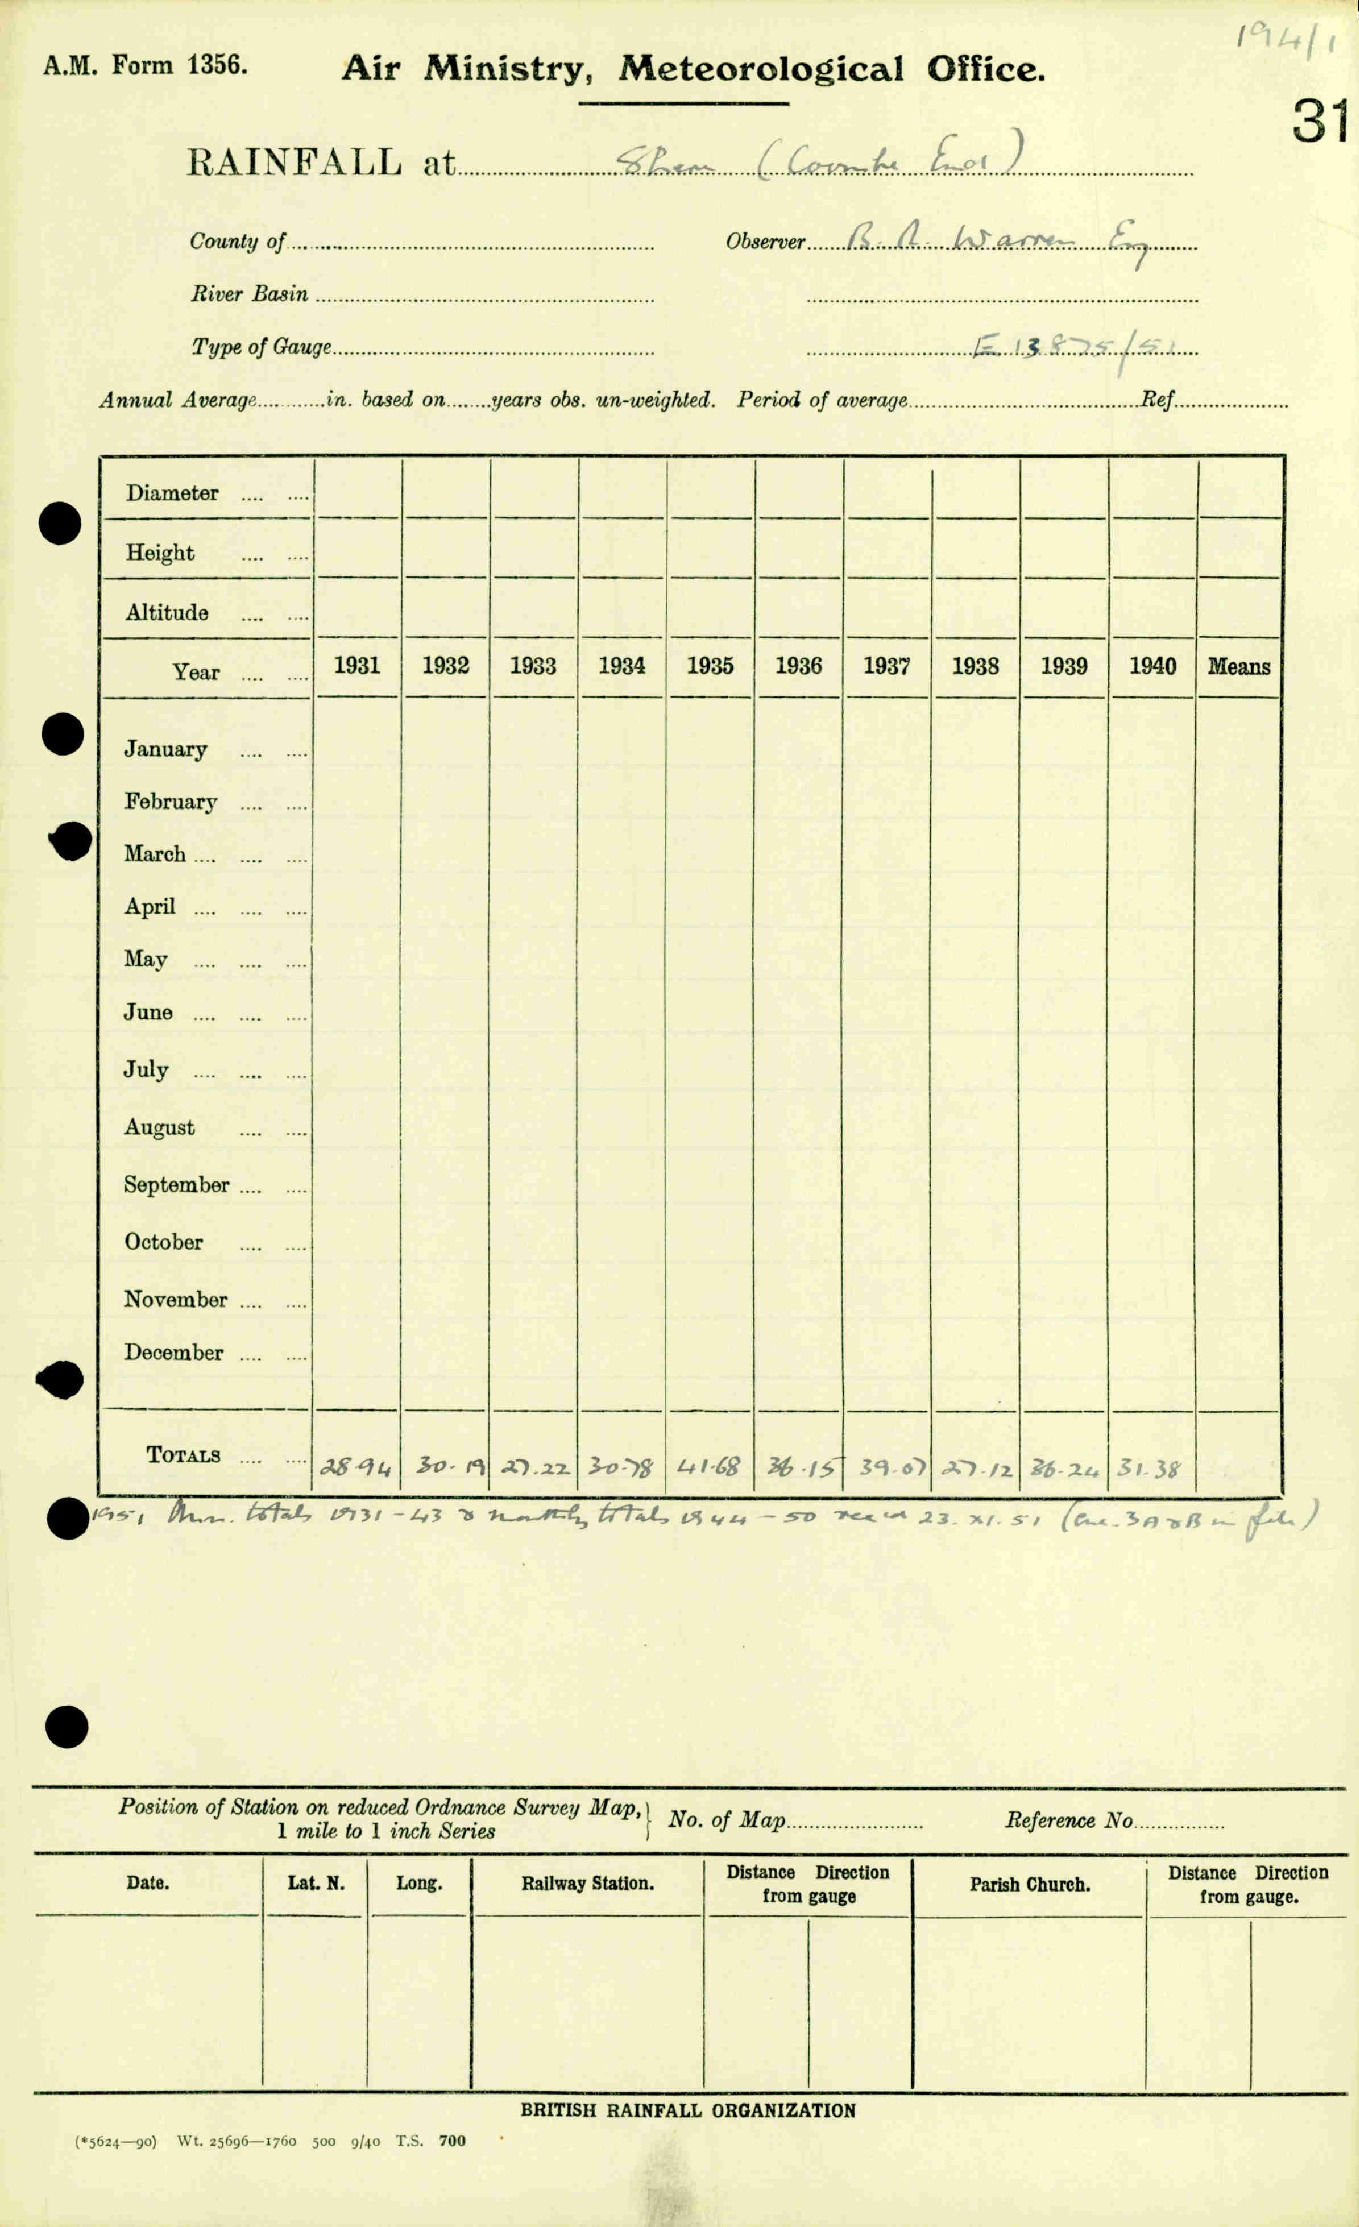 194/1
A.M. Form 1356.
Air Ministry, Meteorological Office.
31
RAINFALL at Shere (Coombe End)
County of
Observer B. R. Warren Esq
River Basin
Type of Gauge
E 13875/51
Annual Average in. based on years obs. un-weighted. Period of average Ref.
Diameter
Height
Altitude
Year 1931 1932 1933 1934 1935 1936 1937 1938 1939 1940 Means
January
February
March
April
May
June
July
August
September
October
November
December
TOTALS 28.94 30.19 27.22 30.78 41.68 36.15 39.07 27.12 36.24 31.38
1951 Ann. totals 1931-43 & monthly totals 1944-50 rec'd 23.XI.51 (enc. 3A & B in file)
Position of Station on reduced Ordnance Survey Map, } No. of Map Reference No.
1 mile to 1 inch Series
Date. Lat. N. Long. Railway Station. Distance Direction from gauge Parish Church. Distance Direction from gauge.
BRITISH RAINFALL ORGANIZATION
(*5624—90) Wt. 25696—1760 500 9/40 T.S. 700